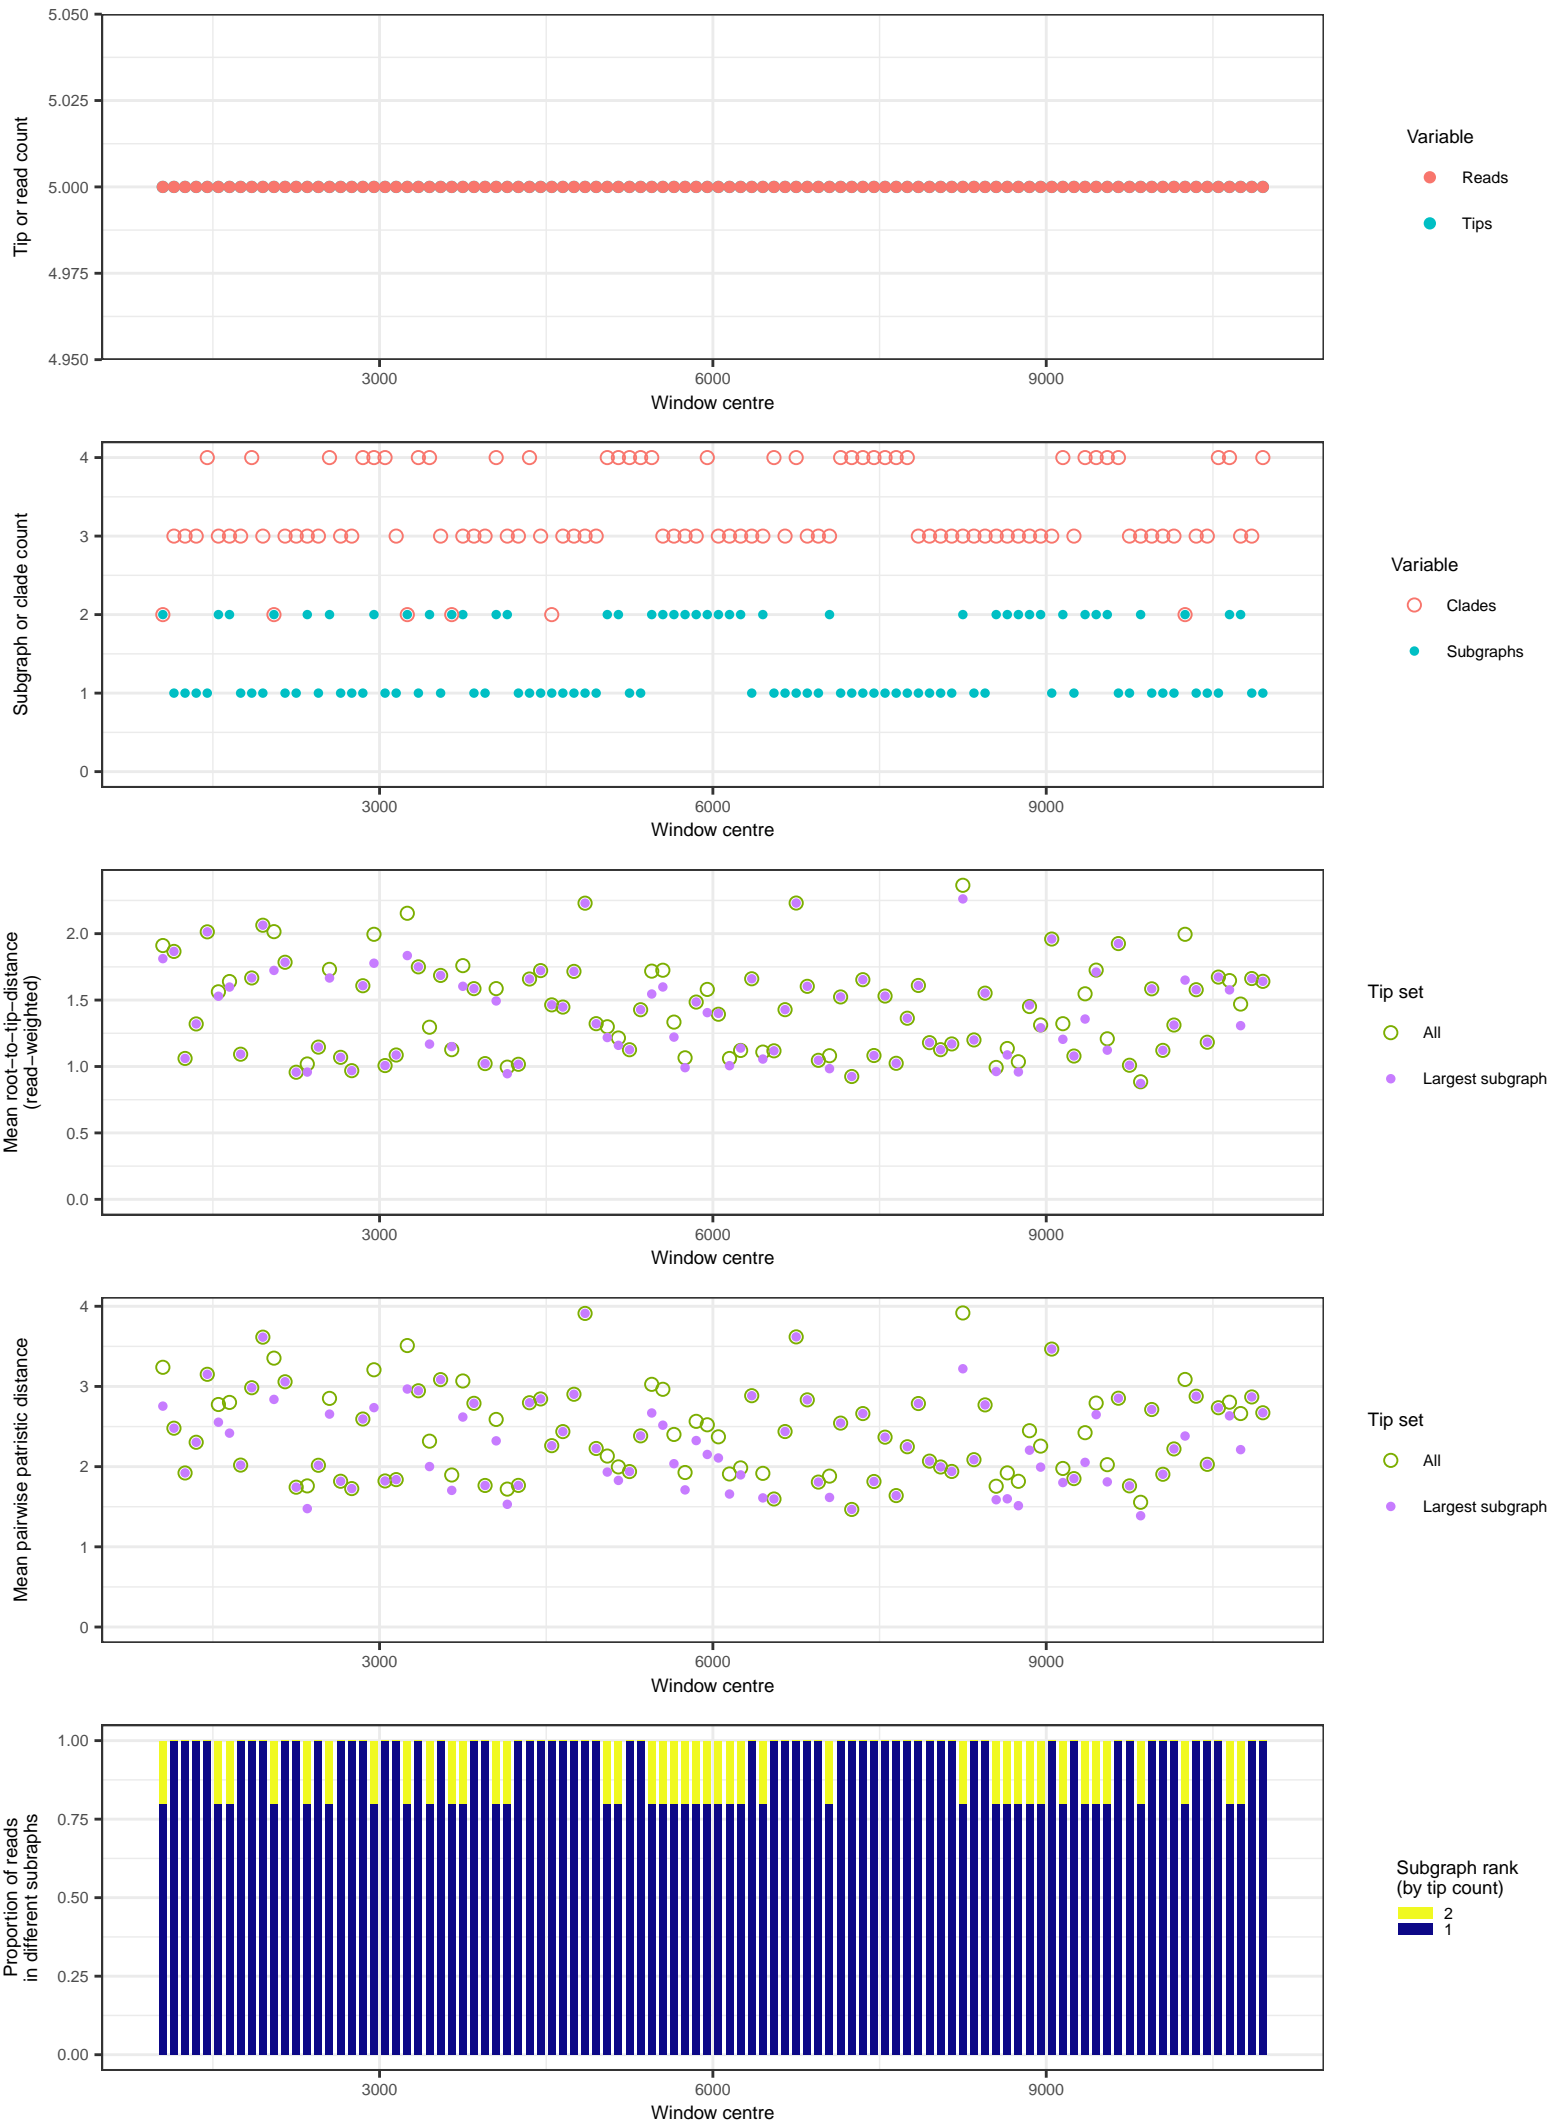 5.050
5.025
5.000
4.975
4.950
Tip or read count
3000
6000
9000
Window centre
Variable
Reads
Tips
4
3
2
1
0
Subgraph or clade count
3000
6000
9000
Window centre
Variable
Clades
Subgraphs
2.0
1.5
1.0
0.5
0.0
Mean root−to−tip−distance
(read−weighted)
3000
6000
9000
Window centre
Tip set
All
Largest subgraph
4
3
2
1
0
Mean pairwise patristic distance
3000
6000
9000
Window centre
Tip set
All
Largest subgraph
1.00
0.75
0.50
0.25
0.00
Proportion of reads
in different subraphs
3000
6000
9000
Window centre
Subgraph rank
(by tip count)
2
1